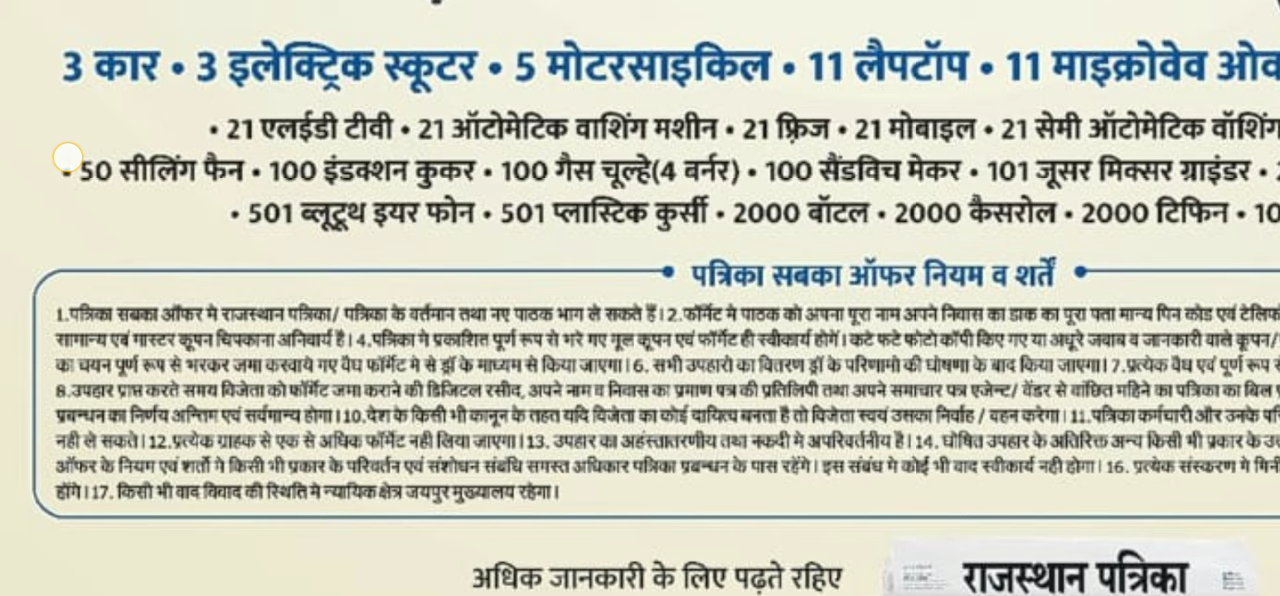 3 कार • 3 इलेक्ट्रिक स्कूटर • 5 मोटरसाइकिल • 11 लैपटॉप • 11 माइक्रोवेव
• 21 एलईडी टीवी • 21 ऑटोमेटिक वाशिंग मशीन • 21 फ़्रिज • 21 मोबाइल • 21 सेमी ऑटोमेटिक वॉशिंग
• 50 सीलिंग फैन • 100 इंडक्शन कुकर • 100 गैस चूल्हे(4 बर्नर) • 100 सैंडविच मेकर • 101 जूसर मिक्सर ग्राइंडर •
• 501 ब्लूटूथ इयर फोन • 501 प्लास्टिक कुर्सी • 2000 बॉटल • 2000 कैसरोल • 2000 टिफिन •
• पत्रिका सबका ऑफर नियम व शर्तें •
1.पत्रिका सबका ऑफर मे राजस्थान पत्रिका/ पत्रिका के वर्तमान तथा नए पाठक भाग ले सकते हैं। 2.फॉर्मेट मे पाठक को अपना पूरा नाम अपने निवास का डाक का पूरा पता मान्य पिन कोड एवं
सामान्य एवं मास्टर कूपन चिपकाना अनिवार्य है। 4.पत्रिका मे प्रकाशित पूर्ण रूप से भरे गए मूल कूपन एवं फॉर्मेट ही स्वीकार्य होगें। कटे फटे फोटो कॉपी किए गए या अधूरे जवाब व जानकारी वाले कूपन/
का चयन पूर्ण रूप से भरकर जमा करवाये गए वैध फॉर्मेट मे से ड्रॉ के माध्यम से किया जाएगा। 6. सभी उपहारो का वितरण ड्रॉ के परिणामो की घोषणा के बाद किया जाएगा। 7.प्रत्येक वैध एवं पूर्ण रूप
8.उपहार प्राप्त करते समय विजेता को फॉर्मेट जमा कराने की डिजिटल रसीद, अपने नाम व निवास का प्रमाण पत्र की प्रतिलिपी तथा अपने समाचार पत्र एजेन्ट/ वेंडर से वांछित महिने का पत्रिका का बिल
प्रबन्धन का निर्णय अन्तिम एवं सर्वमान्य होगा। 10.देश के किसी भी कानून के तहत यदि विजेता का कोई दायित्व बनता है तो विजेता स्वयं उसका निर्वाह / वहन करेगा। 11.पत्रिका कर्मचारी और उनके
नही ले सकते। 12.प्रत्येक ग्राहक से एक से अधिक फॉर्मेट नही लिया जाएगा। 13. उपहार का अहंस्तातरणीय तथा नकदी मे अपरिवर्तनीय है। 14. घोषित उपहार के अतिरिक्त अन्य किसी भी प्रकार के
ऑफर के नियम एवं शर्तो मे किसी भी प्रकार के परिवर्तन एवं संशोधन संबधि समस्त अधिकार पत्रिका प्रबन्धन के पास रहेंगे। इस संबंध मे कोई भी वाद स्वीकार्य नही होगा। 16. प्रत्येक संस्करण मे
होंगे। 17. किसी भी वाद विवाद की स्थिति मे न्यायिक क्षेत्र जयपुर मुख्यालय रहेगा।
अधिक जानकारी के लिए पढ़ते रहिए
राजस्थान पत्रिका